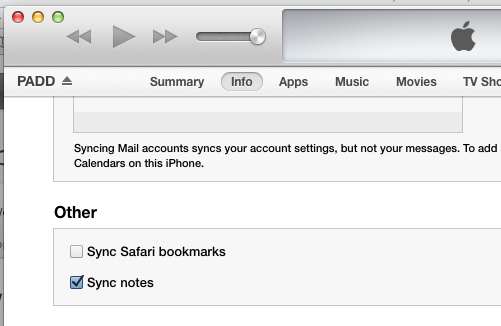 PADD Summary Info Apps Music Movies TV Sho
Syncing Mail accounts syncs your account settings, but not your messages. To add
Calendars on this iPhone.
Other
Sync Safari bookmarks
Sync notes